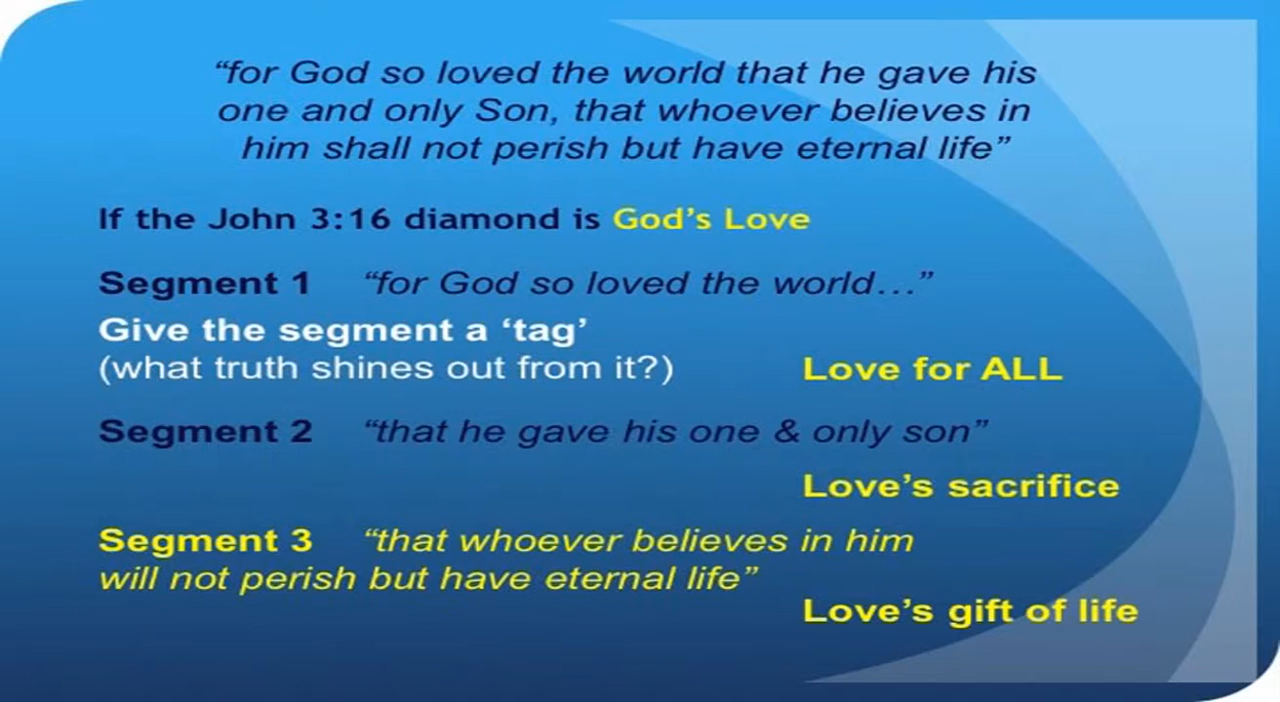 “for God so loved the world that he gave his
one and only Son, that whoever believes in
him shall not perish but have eternal life”
If the John 3:16 diamond is God’s Love
Segment 1 “for God so loved the world…”
Give the segment a ‘tag’
(what truth shines out from it?) Love for ALL
Segment 2 “that he gave his one & only son”
Love’s sacrifice
Segment 3 “that whoever believes in him
will not perish but have eternal life”
Love’s gift of life